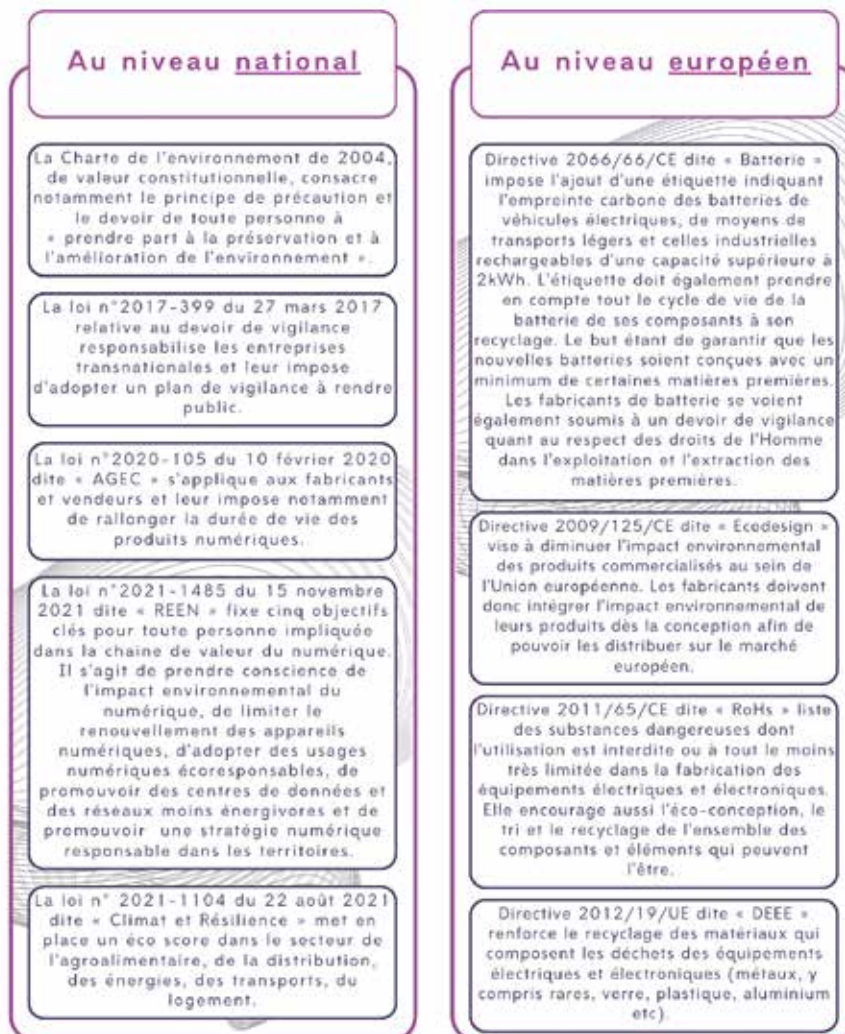 Au niveau national
La Charte de l'environnement de 2004,
de valeur constitutionnelle, consacre
notamment le principe de précaution et
le devoir de toute personne à
« prendre part à la préservation et à
l'amélioration de l'environnement ».
La loi n°2017-399 du 27 mars 2017
relative au devoir de vigilance
responsabilise les entreprises
transnationales et leur impose
d'adopter un plan de vigilance à rendre
public.
La loi n°2020-105 du 10 février 2020
dite « AGEC » s'applique aux fabricants
et vendeurs et leur impose notamment
de rallonger la durée de vie des
produits numériques.
La loi n°2021-1485 du 15 novembre
2021 dite « REEN » fixe cinq objectifs
clés pour toute personne impliquée
dans la chaine de valeur du numérique.
Il s'agit de prendre conscience de
l'impact environnemental du
numérique, de limiter le
renouvellement des appareils
numériques, d'adopter des usages
numériques écoresponsables, de
promouvoir des centres de données et
des réseaux moins énergivores et de
promouvoir une stratégie numérique
responsable dans les territoires.
La loi n° 2021-1104 du 22 août 2021
dite « Climat et Résilience » met en
place un éco score dans le secteur de
l'agroalimentaire, de la distribution,
des énergies, des transports, du
logement.
Au niveau européen
Directive 2066/66/CE dite « Batterie »
impose l'ajout d'une étiquette indiquant
l'empreinte carbone des batteries de
véhicules électriques, de moyens de
transports légers et celles industrielles
rechargeables d'une capacité supérieure à
2kWh. L'étiquette doit également prendre
en compte tout le cycle de vie de la
batterie de ses composants à son
recyclage. Le but étant de garantir que les
nouvelles batteries soient conçues avec un
minimum de certaines matières premières.
Les fabricants de batterie se voient
également soumis à un devoir de vigilance
quant au respect des droits de l'Homme
dans l'exploitation et l'extraction des
matières premières.
Directive 2009/125/CE dite « Ecodesign »
vise à diminuer l'impact environnemental
des produits commercialisés au sein de
l'Union européenne. Les fabricants doivent
donc intégrer l'impact environnemental de
leurs produits dès la conception afin de
pouvoir les distribuer sur le marché
européen.
Directive 2011/65/CE dite « RoHs » liste
des substances dangereuses dont
l'utilisation est interdite ou à tout le moins
très limitée dans la fabrication des
équipements électriques et électroniques.
Elle encourage aussi l'éco-conception, le
tri et le recyclage de l'ensemble des
composants et éléments qui peuvent
l'être.
Directive 2012/19/UE dite « DEEE »
renforce le recyclage des matériaux qui
composent les déchets des équipements
électriques et électroniques (métaux, y
compris rares, verre, plastique, aluminium
etc).